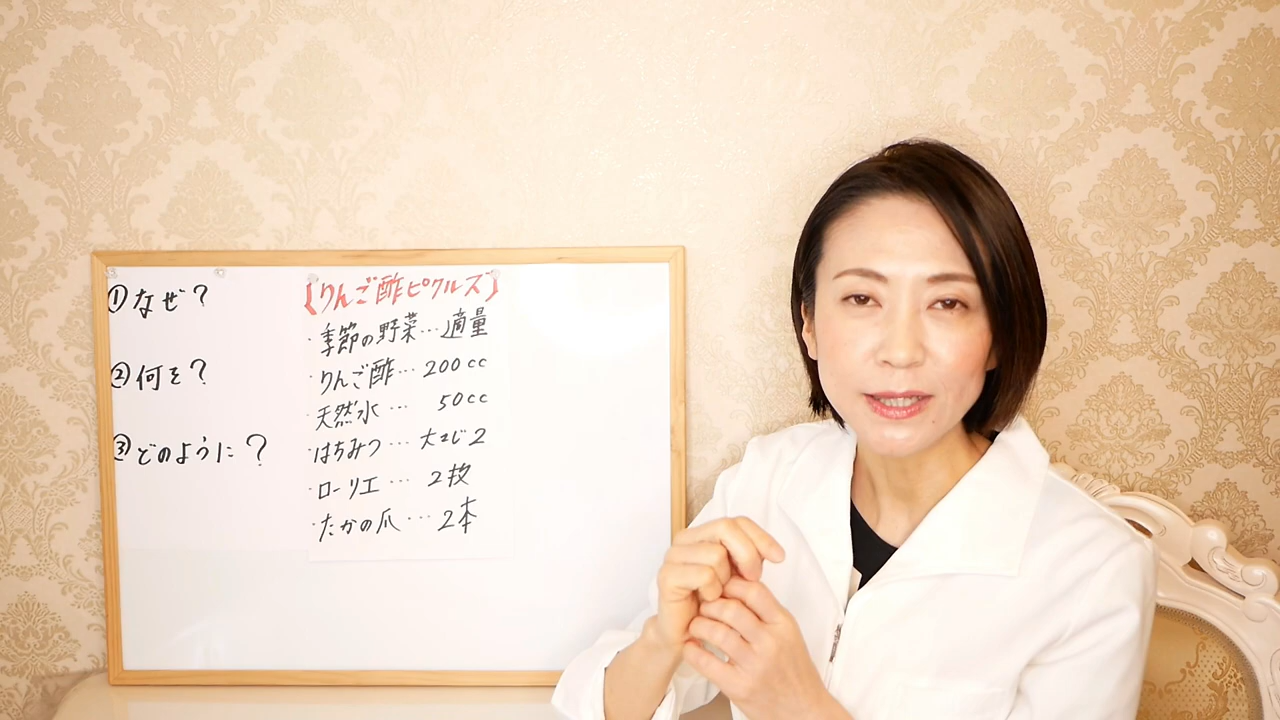 ①なぜ?
②何を?
③どのように?
【りんご酢ピクルス】
・季節の野菜…適量
・りんご酢…200cc
・天然水…50cc
・はちみつ…大さじ2
・ローリエ…2枚
・たかの爪…2本